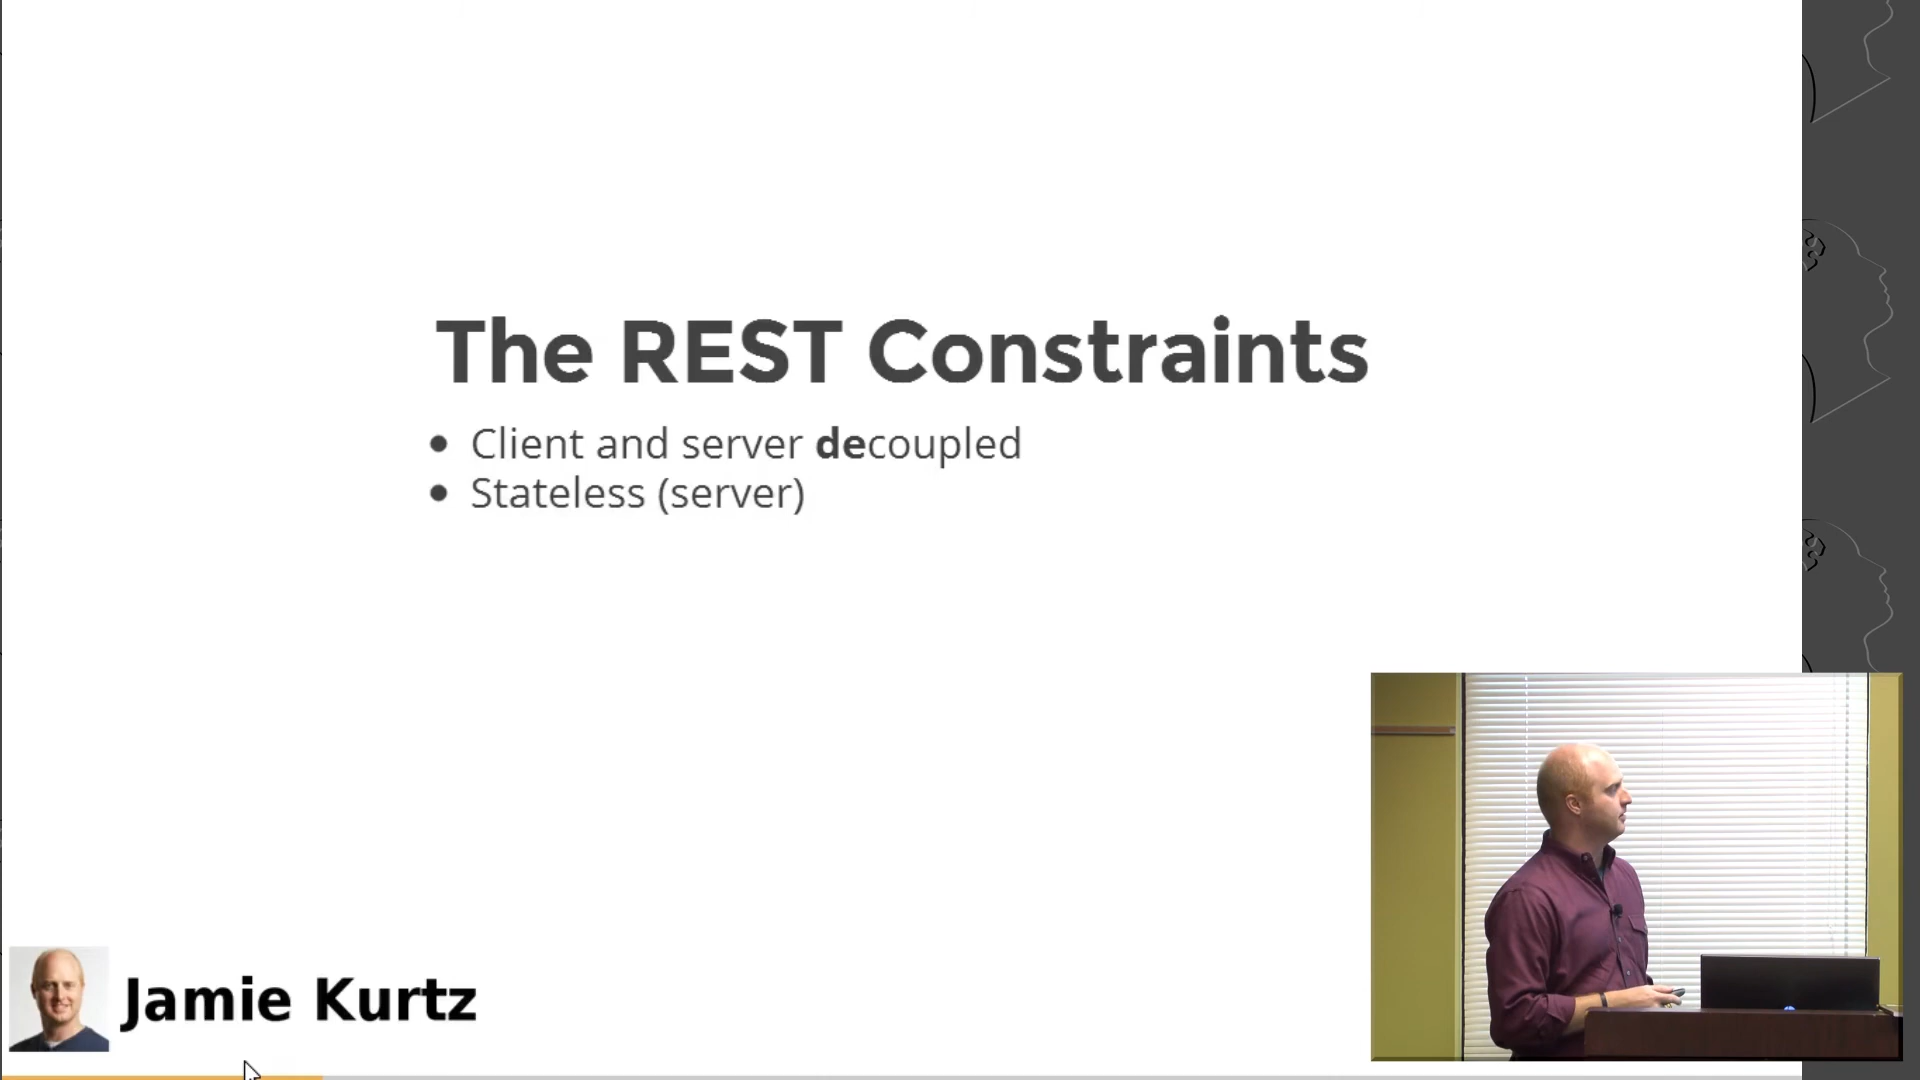 The REST Constraints
Client and server decoupled
Stateless (server)
Jamie Kurtz